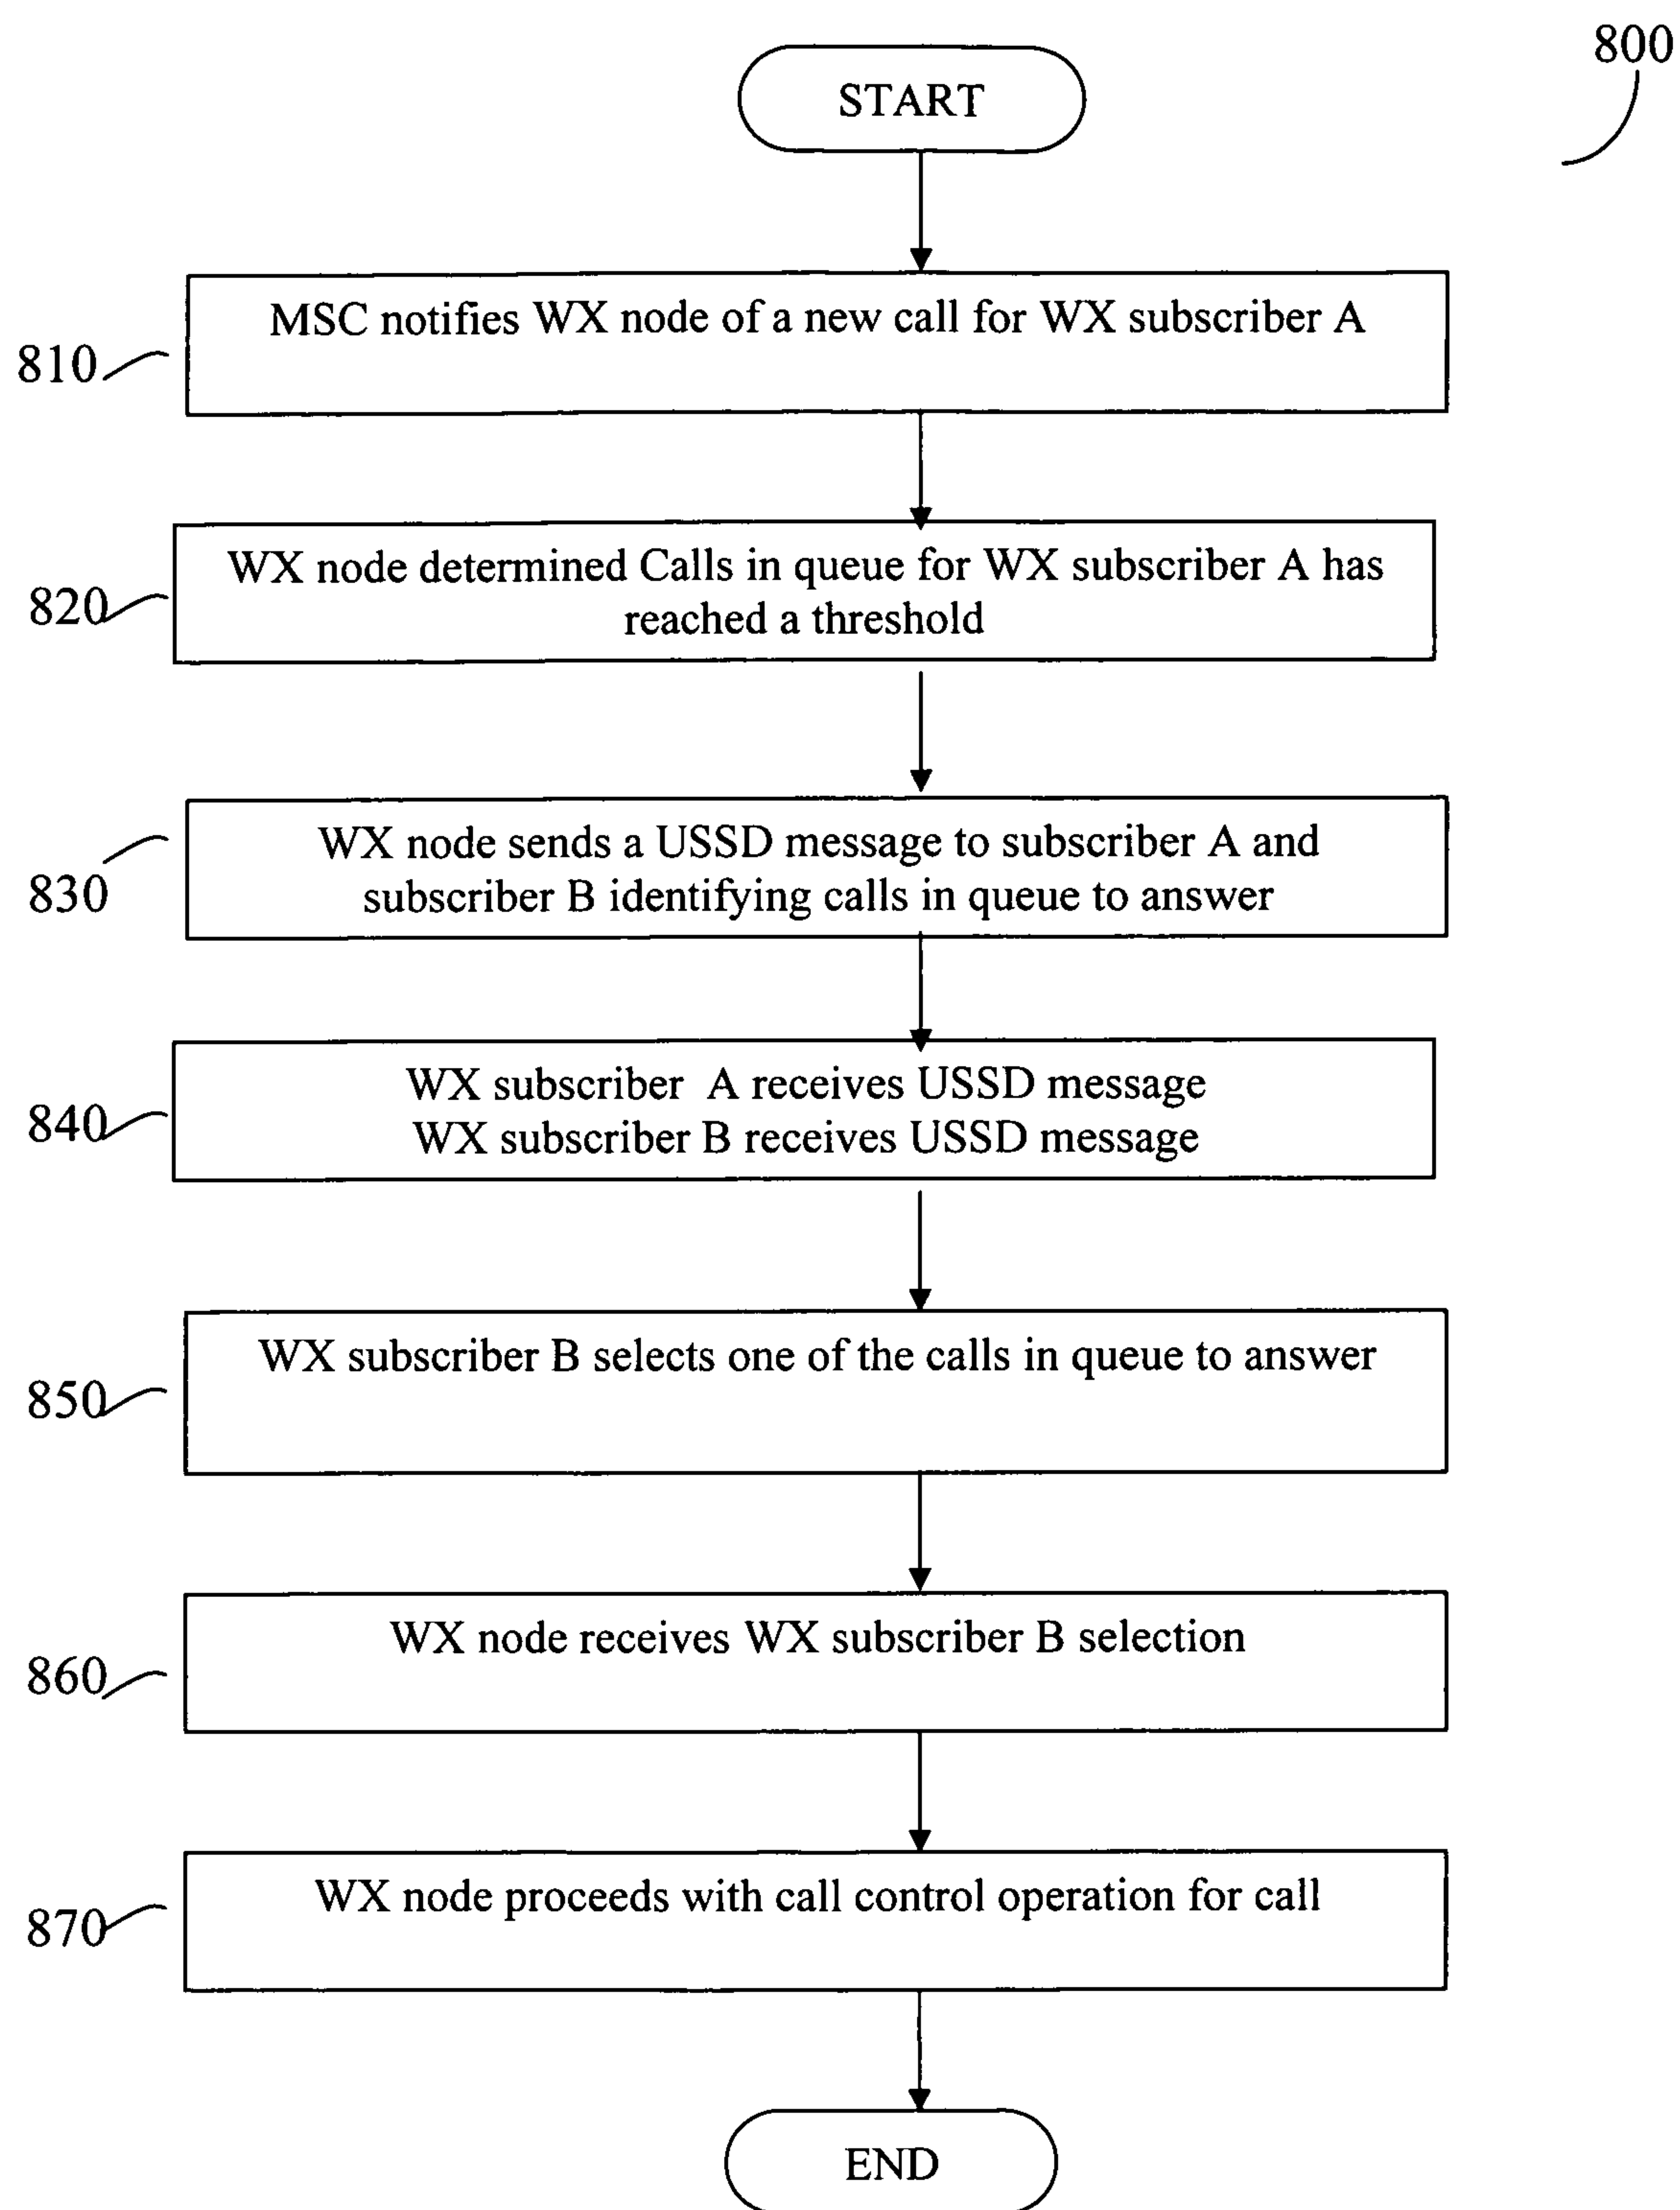 800
START
MSC notifies WX node of a new call for WX subscriber A
810
WX node determined Calls in queue for WX subscriber A has
reached a threshold
820
WX node sends a USSD message to subscriber A and
subscriber B identifying calls in queue to answer
830
WX subscriber A receives USSD message
WX subscriber B receives USSD message
840
WX subscriber B selects one of the calls in queue to answer
850
WX node receives WX subscriber B selection
860
WX node proceeds with call control operation for call
870
END